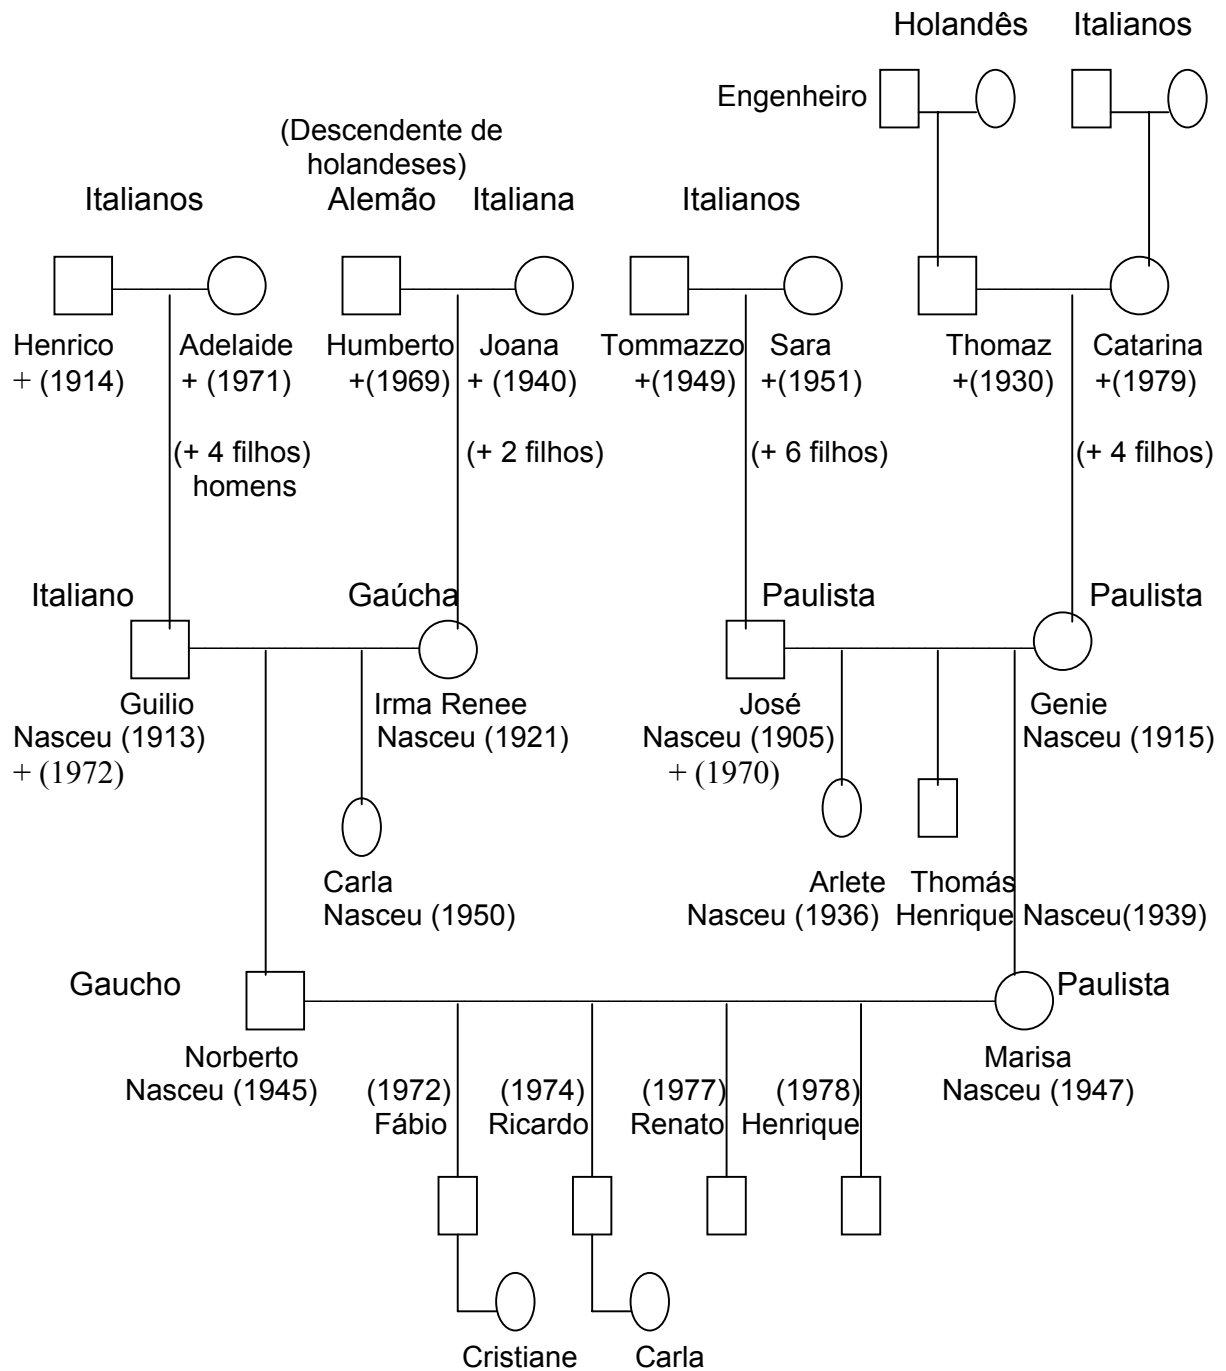 Holandês Italianos
Engenheiro
(Descendente de
holandeses)
Italianos Alemão Italiana Italianos
Henrico Adelaide Humberto Joana Tommazzo Sara Thomaz Catarina
+ (1914) + (1971) +(1969) + (1940) +(1949) +(1951) +(1930) +(1979)
(+ 4 filhos) (+ 2 filhos) (+ 6 filhos) (+ 4 filhos)
homens
Italiano Gaúcha Paulista Paulista
Guilio Irma Renee José Genie
Nasceu (1913) Nasceu (1921) Nasceu (1905) Nasceu (1915)
+ (1972) + (1970)
Carla Arlete Thomás
Nasceu (1950) Nasceu (1936) Henrique Nasceu(1939)
Gaucho Paulista
Norberto Marisa
Nasceu (1945) (1972) (1974) (1977) (1978) Nasceu (1947)
Fábio Ricardo Renato Henrique
Cristiane Carla